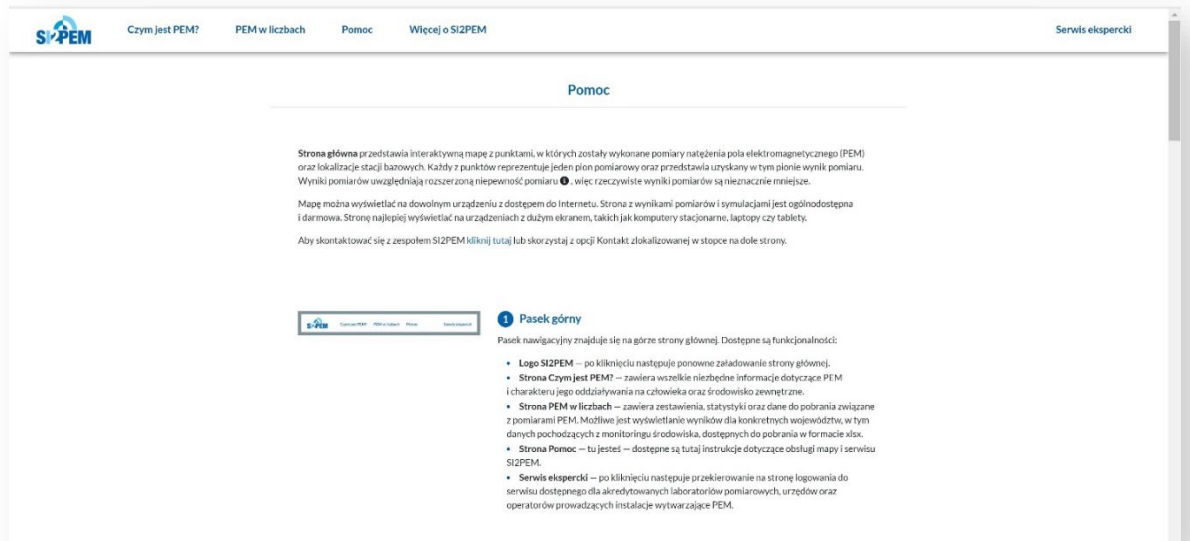 SI2PEM Czym jest PEM? PEM w liczbach Pomoc Więcej o SI2PEM Serwis ekspercki
Pomoc
Strona główna przedstawia interaktywną mapę z punktami, w których zostały wykonane pomiary natężenia pola elektromagnetycznego (PEM)
oraz lokalizacje stacji bazowych. Każdy z punktów reprezentuje jeden pion pomiarowy oraz przedstawia uzyskany w tym pionie wynik pomiaru.
Wyniki pomiarów uwzględniają rozszerzoną niepewność pomiaru i, więc rzeczywiste wyniki pomiarów są nieznacznie mniejsze.
Mapę można wyświetlać na dowolnym urządzeniu z dostępem do Internetu. Strona z wynikami pomiarów i symulacjami jest ogólnodostępna
i darmowa. Stronę najlepiej wyświetlać na urządzeniach z dużym ekranem, takich jak komputery stacjonarne, laptopy czy tablety.
Aby skontaktować się z zespołem SI2PEM kliknij tutaj lub skorzystaj z opcji Kontakt zlokalizowanej w stopce na dole strony.
SI2PEM Czym jest PEM? PEM w liczbach Pomoc Serwis ekspercki
1 Pasek górny
Pasek nawigacyjny znajduje się na górze strony głównej. Dostępne są funkcjonalności:
• Logo SI2PEM — po kliknięciu następuje ponowne załadowanie strony głównej.
• Strona Czym jest PEM? — zawiera wszelkie niezbędne informacje dotyczące PEM
i charakteru jego oddziaływania na człowieka oraz środowisko zewnętrzne.
• Strona PEM w liczbach — zawiera zestawienia, statystyki oraz dane do pobrania związane
z pomiarami PEM. Możliwe jest wyświetlanie wyników dla konkretnych województw, w tym
danych pochodzących z monitoringu środowiska, dostępnych do pobrania w formacie xlsx.
• Strona Pomoc — tu jesteś — dostępne są tutaj instrukcje dotyczące obsługi mapy i serwisu
SI2PEM.
• Serwis ekspercki — po kliknięciu następuje przekierowanie na stronę logowania do
serwisu dostępnego dla akredytowanych laboratoriów pomiarowych, urzędów oraz
operatorów prowadzących instalacje wytwarzające PEM.